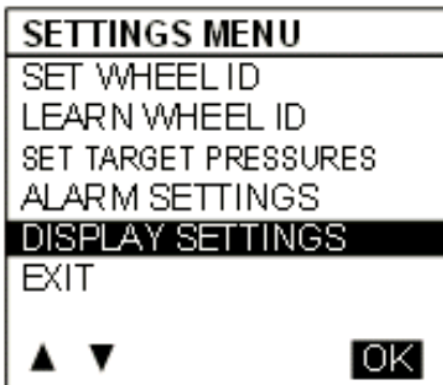 SETTINGS MENU
SET WHEEL ID
LEARN WHEEL ID
SET TARGET PRESSURES
ALARM SETTINGS
DISPLAY SETTINGS
EXIT
▲ ▼ OK